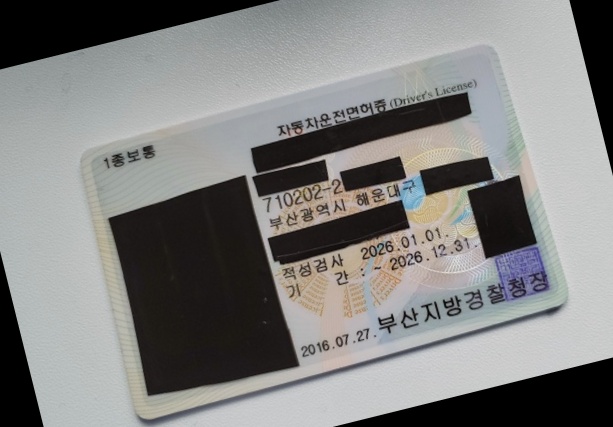 자동차운전면허증 (Driver's License)
1종보통
710202-2
부산광역시 해운대구
적성검사 2026.01.01.
기 간 : ~ 2026.12.31.
2016.07.27. 부산지방경찰청장